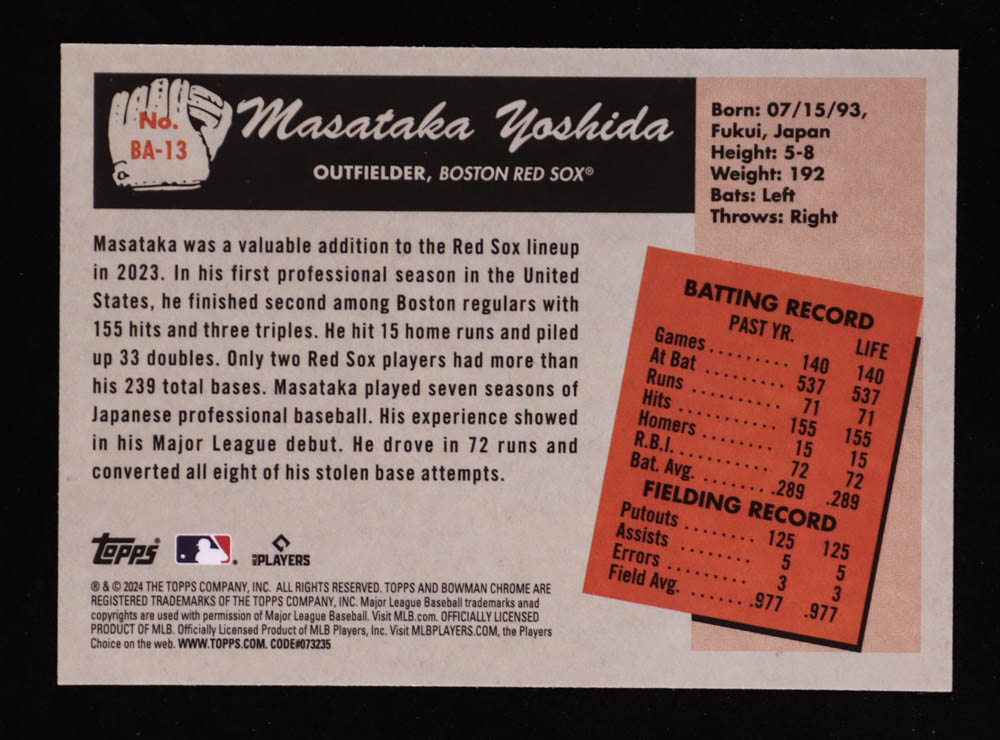 No.
BA-13
Masataka Yoshida
OUTFIELDER, BOSTON RED SOX®
Born: 07/15/93,
Fukui, Japan
Height: 5-8
Weight: 192
Bats: Left
Throws: Right
Masataka was a valuable addition to the Red Sox lineup
in 2023. In his first professional season in the United
States, he finished second among Boston regulars with
155 hits and three triples. He hit 15 home runs and piled
up 33 doubles. Only two Red Sox players had more than
his 239 total bases. Masataka played seven seasons of
Japanese professional baseball. His experience showed
in his Major League debut. He drove in 72 runs and
converted all eight of his stolen base attempts.
BATTING RECORD
PAST YR. LIFE
Games ......... 140 140
At Bat ......... 537 537
Runs .......... 71 71
Hits .......... 155 155
Homers ......... 15 15
R.B.I. .......... 72 72
Bat. Avg. ........ .289 .289
FIELDING RECORD
Putouts ....... 125 125
Assists ........ 5 5
Errors ......... 3 3
Field Avg. ....... .977 .977
Topps
MLB PLAYERS
® & © 2024 THE TOPPS COMPANY, INC. ALL RIGHTS RESERVED. TOPPS AND BOWMAN CHROME ARE
REGISTERED TRADEMARKS OF THE TOPPS COMPANY, INC. Major League Baseball trademarks anad
copyrights are used with permission of Major League Baseball. Visit MLB.com. OFFICIALLY LICENSED
PRODUCT OF MLB. Officially Licensed Product of MLB Players, Inc. Visit MLBPLAYERS.COM, the Players
Choice on the web. WWW.TOPPS.COM. CODE#073235